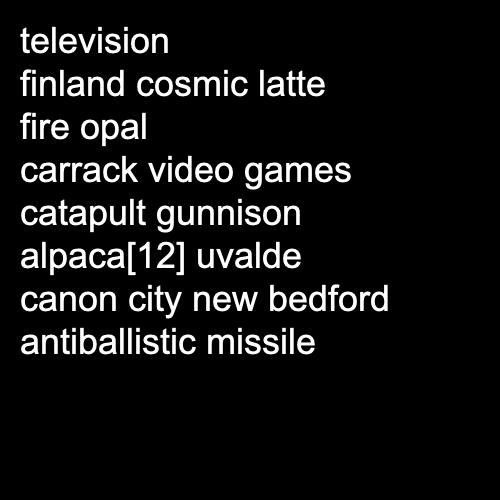 television
finland cosmic latte
fire opal
carrack video games
catapult gunnison
alpaca[12] uvalde
canon city new bedford
antiballistic missile